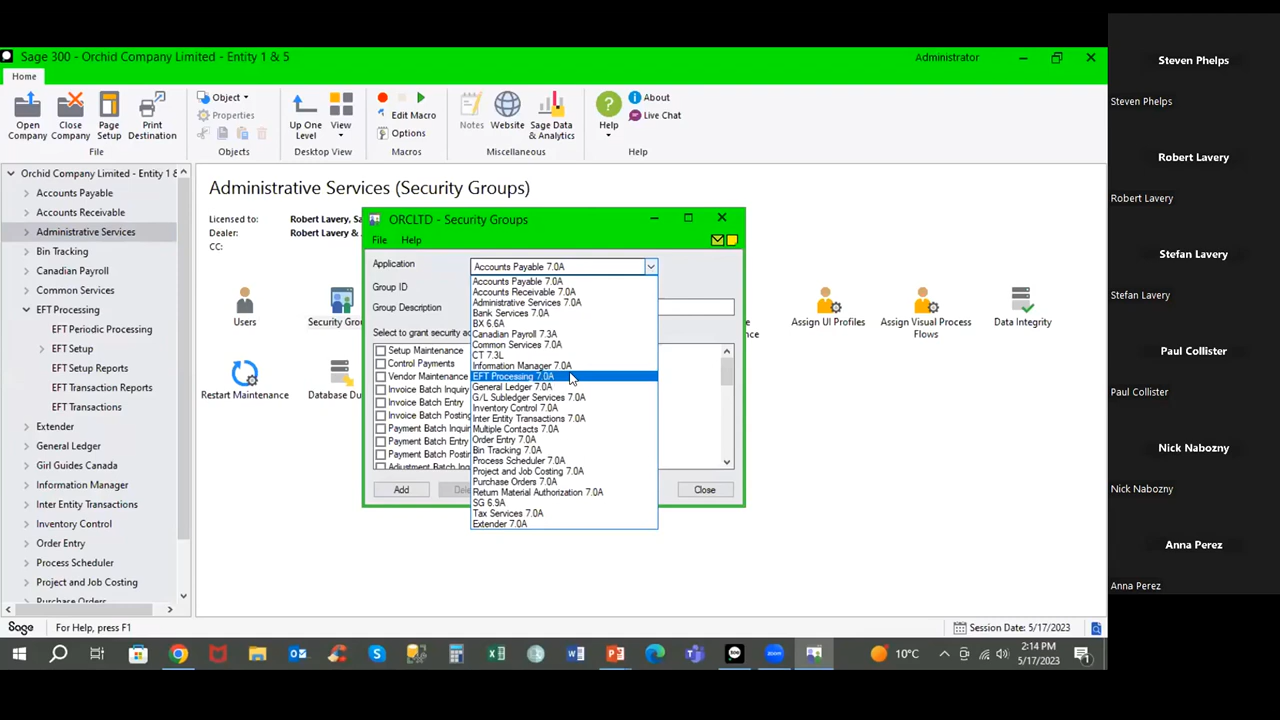 Sage 300 - Orchid Company Limited - Entity 1 & 5
Administrator
Home
Open Company
Close Company
Page Setup
Print Destination
File
Object
Properties
Objects
Up One Level
View
Desktop View
Edit Macro
Options
Macros
Notes
Website
Sage Data & Analytics
Miscellaneous
Help
About
Live Chat
Help
Orchid Company Limited - Entity 1 &
Accounts Payable
Accounts Receivable
Administrative Services
Bin Tracking
Canadian Payroll
Common Services
EFT Processing
EFT Periodic Processing
EFT Setup
EFT Setup Reports
EFT Transaction Reports
EFT Transactions
Extender
General Ledger
Girl Guides Canada
Information Manager
Inter Entity Transactions
Inventory Control
Order Entry
Process Scheduler
Project and Job Costing
Purchase Orders
Administrative Services (Security Groups)
Licensed to: Robert Lavery, Sa
Dealer: Robert Lavery &
CC:
Users
Security Grou
Assign UI Profiles
Assign Visual Process Flows
Data Integrity
Restart Maintenance
Database Du
ORCLTD - Security Groups
File Help
Application
Accounts Payable 7.0A
Group ID
Group Description
Select to grant security a
Setup Maintenance
Control Payments
Vendor Maintenance
Invoice Batch Inquiry
Invoice Batch Entry
Invoice Batch Posting
Payment Batch Inqui
Payment Batch Entry
Adjustment Batch Ing
Accounts Payable 7.0A
Accounts Receivable 7.0A
Administrative Services 7.0A
Bank Services 7.0A
BX 6.6A
Canadian Payroll 7.3A
Common Services 7.0A
CT 7.3L
Information Manager 7.0A
EFT Processing 7.0A
General Ledger 7.0A
G/L Subledger Services 7.0A
Inventory Control 7.0A
Inter Entity Transactions 7.0A
Multiple Contacts 7.0A
Order Entry 7.0A
Bin Tracking 7.0A
Process Scheduler 7.0A
Project and Job Costing 7.0A
Purchase Orders 7.0A
Return Material Authorization 7.0A
SG 6.9A
Tax Services 7.0A
Extender 7.0A
Add
Close
sage
For Help, press F1
Session Date: 5/17/2023
10°C
2:14 PM
5/17/2023
Steven Phelps
Steven Phelps
Robert Lavery
Robert Lavery
Stefan Lavery
Stefan Lavery
Paul Collister
Paul Collister
Nick Nabozny
Nick Nabozny
Anna Perez
Anna Perez